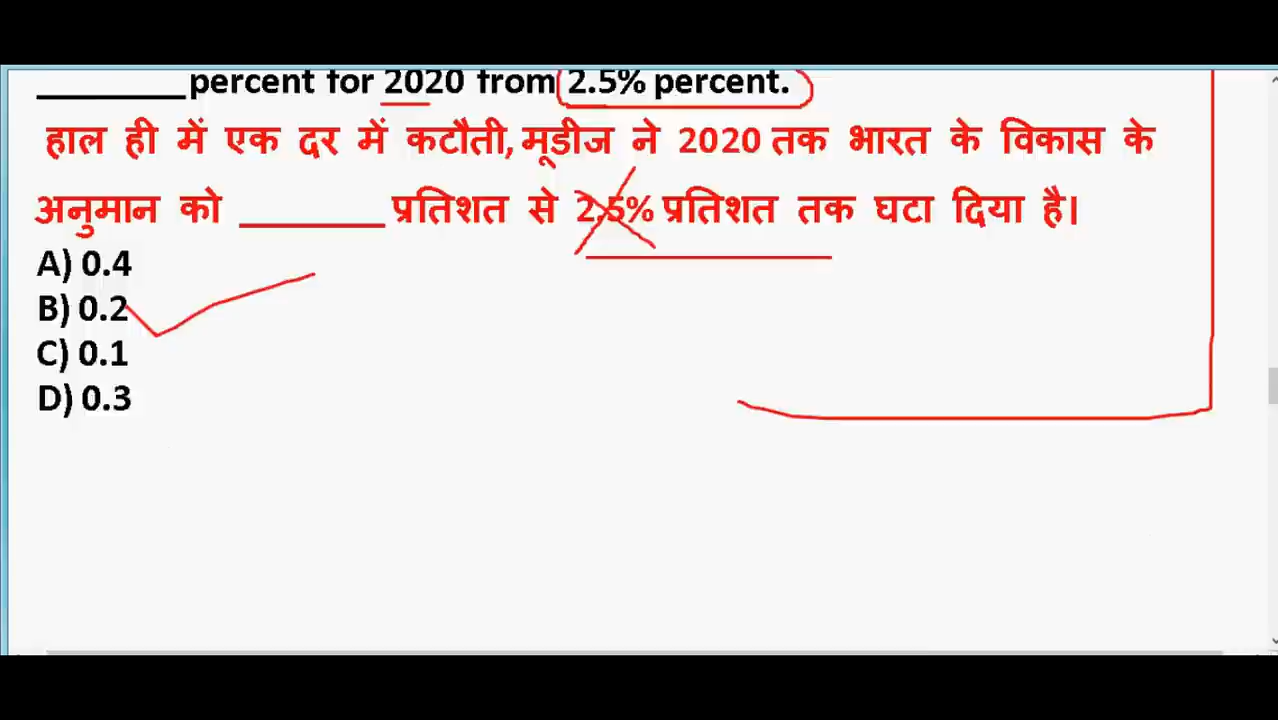 ________percent for 2020 from 2.5% percent.
हाल ही में एक दर में कटौती, मूडीज ने 2020 तक भारत के विकास के
अनुमान को ________ प्रतिशत से 2.5% प्रतिशत तक घटा दिया है।
A) 0.4
B) 0.2
C) 0.1
D) 0.3